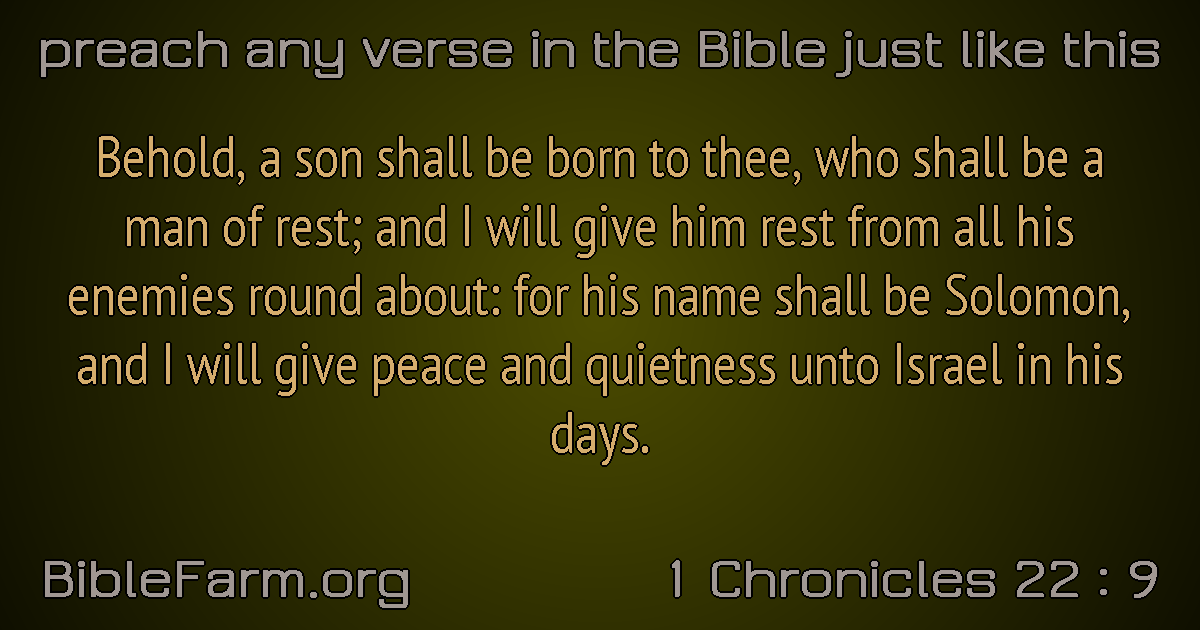 preach any verse in the Bible just like this
Behold, a son shall be born to thee, who shall be a
man of rest; and I will give him rest from all his
enemies round about: for his name shall be Solomon,
and I will give peace and quietness unto Israel in his
days.
BibleFarm.org
1 Chronicles 22 : 9